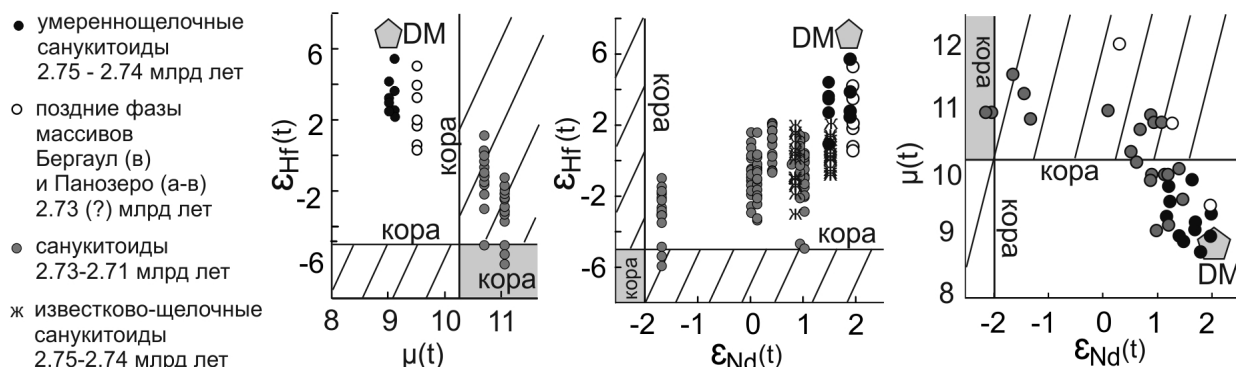 умереннощелочные
санукитоиды
2.75 - 2.74 млрд лет
поздние фазы
массивов
Бергаул (в)
и Панозеро (а-в)
2.73 (?) млрд лет
санукитоиды
2.73-2.71 млрд лет
известково-щелочные
санукитоиды
2.75-2.74 млрд лет
εHf(t)
6
2
-2
-6
DM
кора
кора
кора
8 9 10 11
μ(t)
εHf(t)
6
2
-2
-6
DM
кора
кора
кора
-2 -1 0 1 2
εNd(t)
μ(t)
12
11
10
9
8
кора
кора
кора
DM
-2 -1 0 1 2
εNd(t)